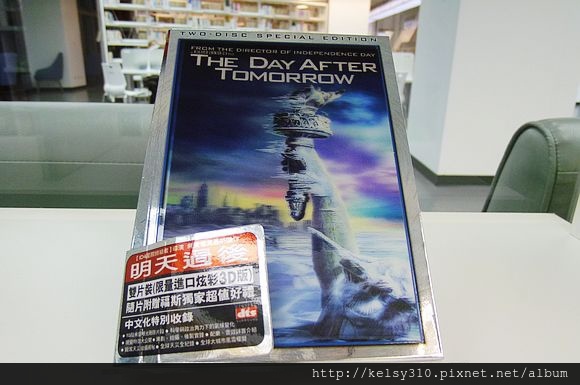 TWO-DISC SPECIAL EDITION
FROM THE DIRECTOR OF INDEPENDENCE DAY
THE DAY AFTER
TOMORROW
明天過後
雙片裝(限量進口炫彩3D版)
隨片附贈福斯獨家超值好禮
中文化特別收錄
dts
http://kelsy310.pixnet.net/album